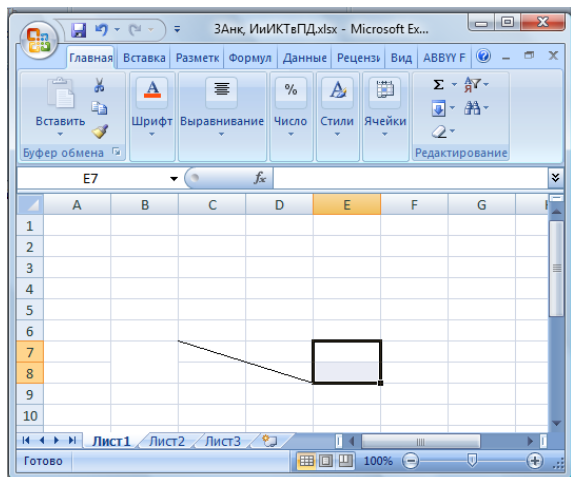 ЗАнк, ИиИКТвПД.xlsx - Microsoft Ex...
Главная Вставка Разметк Формул Данные Рецензи Вид ABBYY F
Вставить Шрифт Выравнивание Число Стили Ячейки
Буфер обмена Редактирование
E7 fx
A B C D E F G
1
2
3
4
5
6
7
8
9
10
Лист1 Лист2 Лист3
Готово 100%